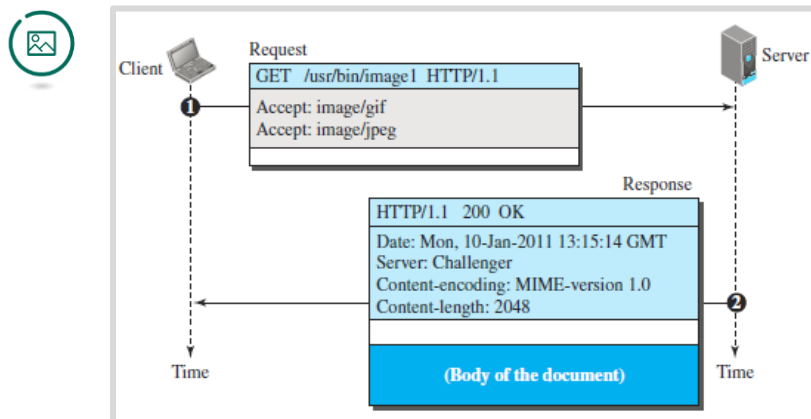 Client
Request
Server
GET /usr/bin/image1 HTTP/1.1
1
Accept: image/gif
Accept: image/jpeg
Response
HTTP/1.1 200 OK
Date: Mon, 10-Jan-2011 13:15:14 GMT
Server: Challenger
Content-encoding: MIME-version 1.0
Content-length: 2048
2
Time
(Body of the document)
Time